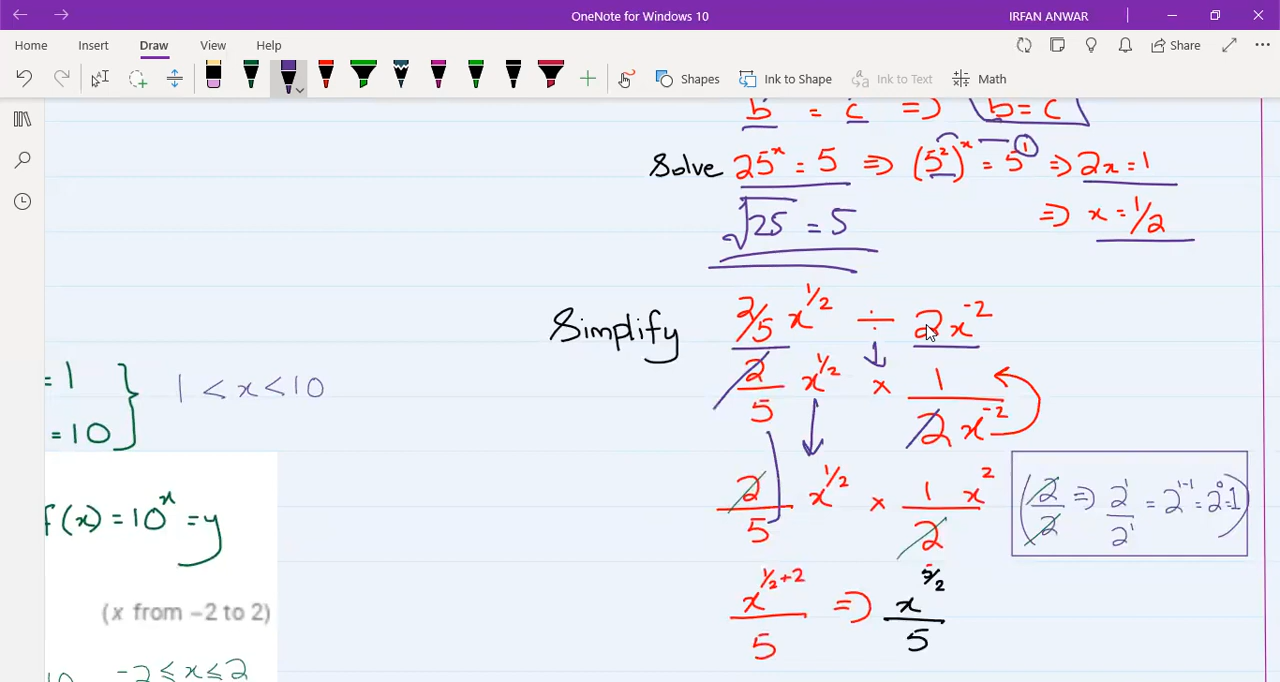 OneNote for Windows 10
IRFAN ANWAR
Home Insert Draw View Help
Share
Shapes Ink to Shape Ink to Text Math
b = c => b = c
Solve 25^x = 5 => (5^2)^x = 5^1 => 2x = 1
√25 = 5 => x = 1/2
Simplify 2/5 x^1/2 ÷ 2x^-2
2/5 x^1/2 × 1/2x^-2
2/5 x^1/2 × 1/2 x^2
(2/2 => 2^1/2^1 = 2^1-1 = 2^0 = 1)
x^1/2+2/5 => x^5/2/5
= 1
= 10 } 1 < x < 10
f(x) = 10^x = y
(x from −2 to 2)
10 -2 ≤ x ≤ 2